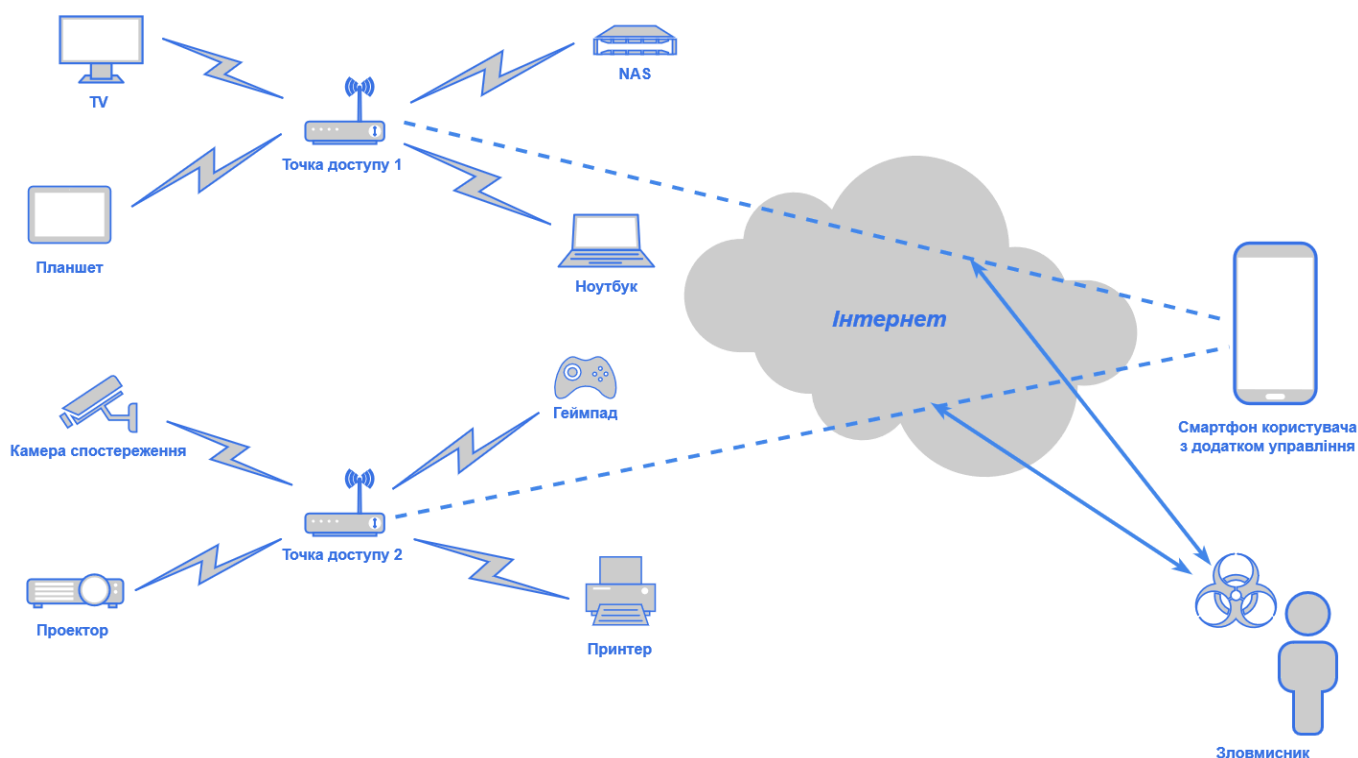 TV
NAS
Точка доступу 1
Планшет
Ноутбук
Інтернет
Геймпад
Камера спостереження
Смартфон користувача
з додатком управління
Точка доступу 2
Проектор
Принтер
Зловмисник